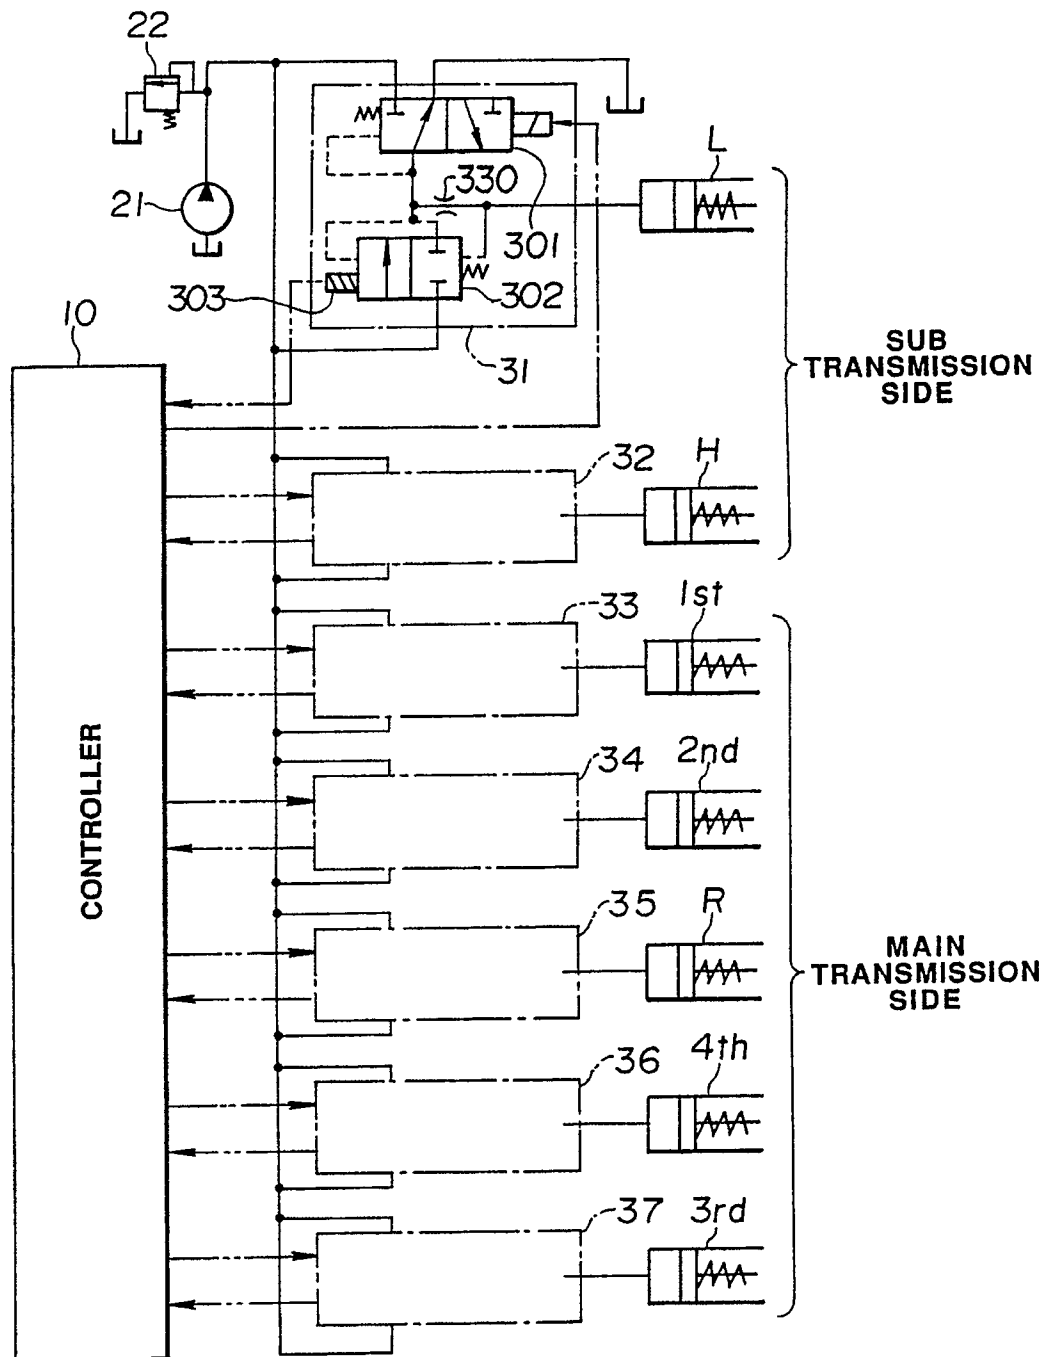 22
330
L
21
301
303
302
10
31
SUB
TRANSMISSION
SIDE
32
H
33
1st
34
2nd
CONTROLLER
35
R
MAIN
TRANSMISSION
SIDE
36
4th
37
3rd